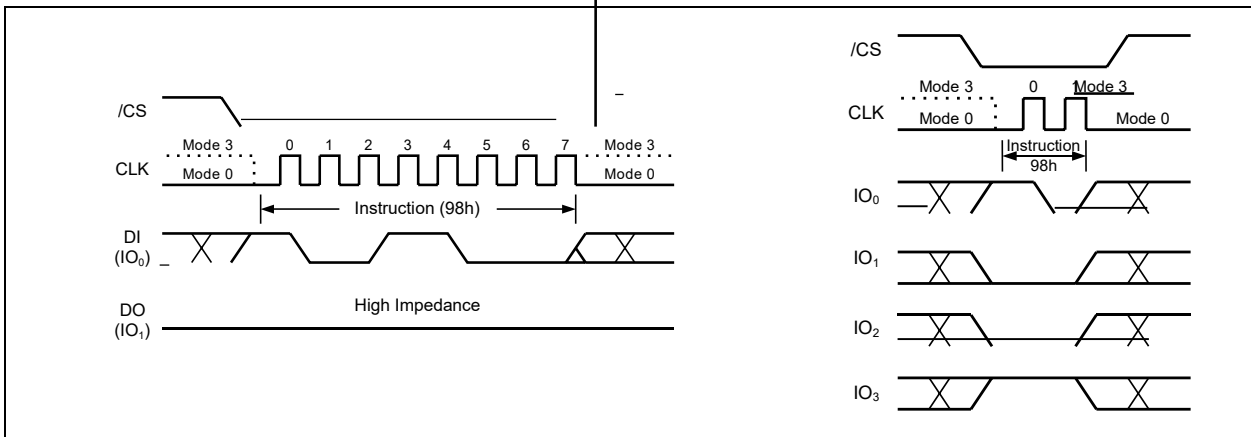 /CS
Mode 3 0 1 2 3 4 5 6 7 Mode 3
CLK
Mode 0 Mode 0
Instruction (98h)
DI
(IO0)
High Impedance
DO
(IO1)
/CS
Mode 3 0 1 Mode 3
CLK
Mode 0 Mode 0
Instruction
98h
IO0
IO1
IO2
IO3